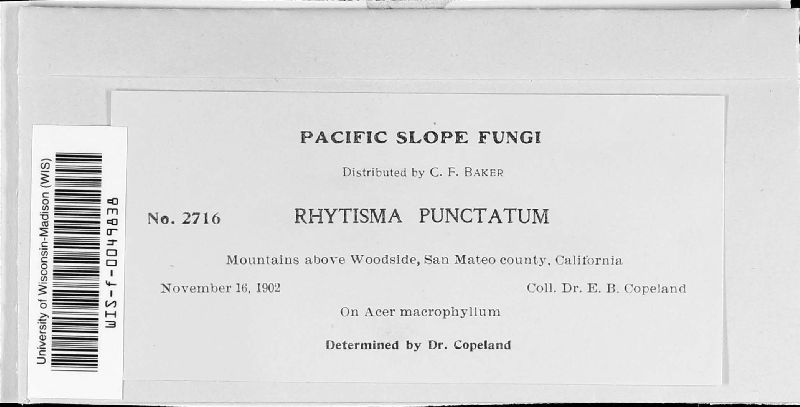 PACIFIC SLOPE FUNGI
Distributed by C. F. BAKER
No. 2716 RHYTISMA PUNCTATUM
Mountains above Woodside, San Mateo county, California
November 16, 1902 Coll. Dr. E. B. Copeland
On Acer macrophyllum
Determined by Dr. Copeland
University of Wisconsin-Madison (WIS)
WIS-f-0049838